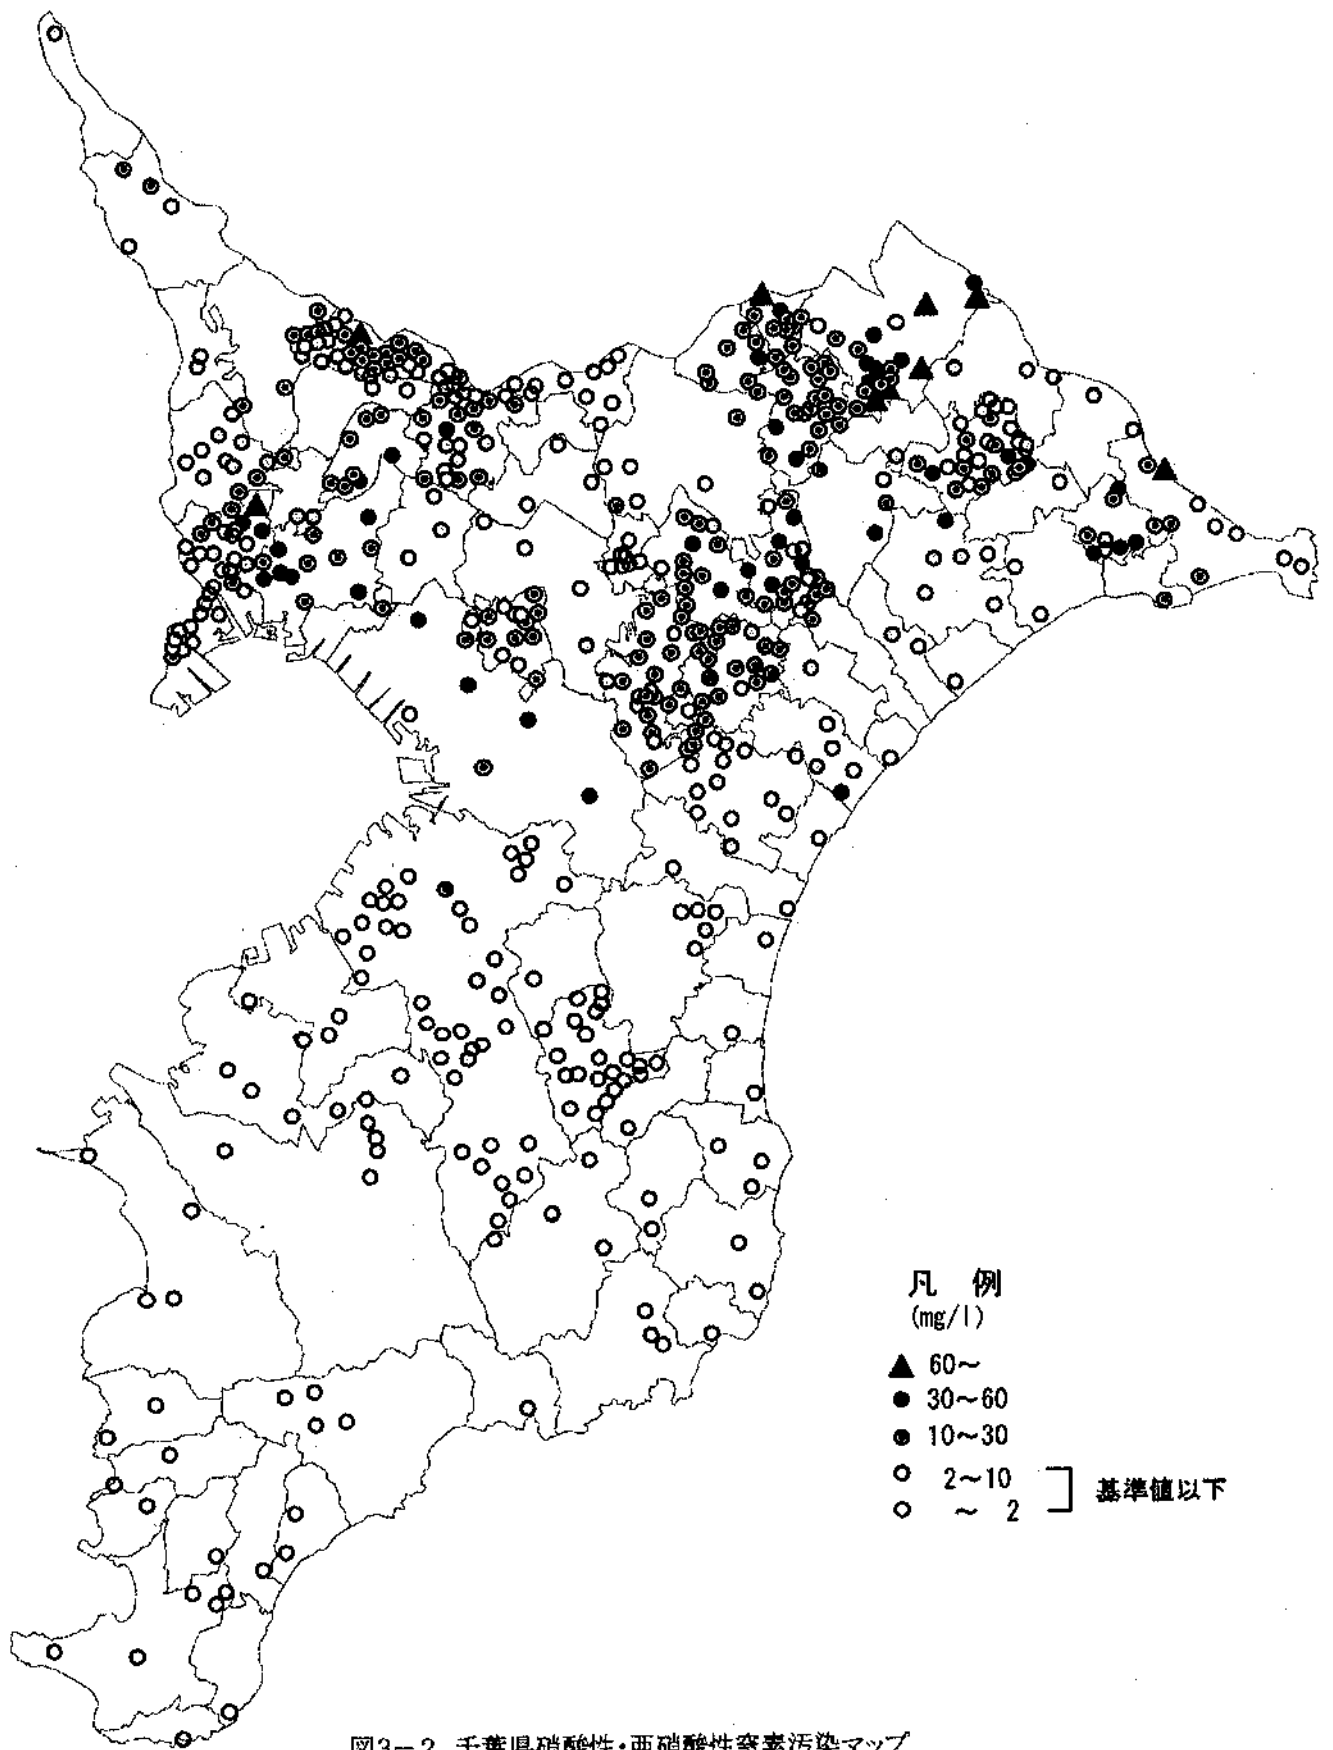 凡 例
(mg/l)
60～
30～60
10～30
2～10
～ 2
基準値以下
図3－2 千葉県硝酸性・亜硝酸性窒素汚染マップ